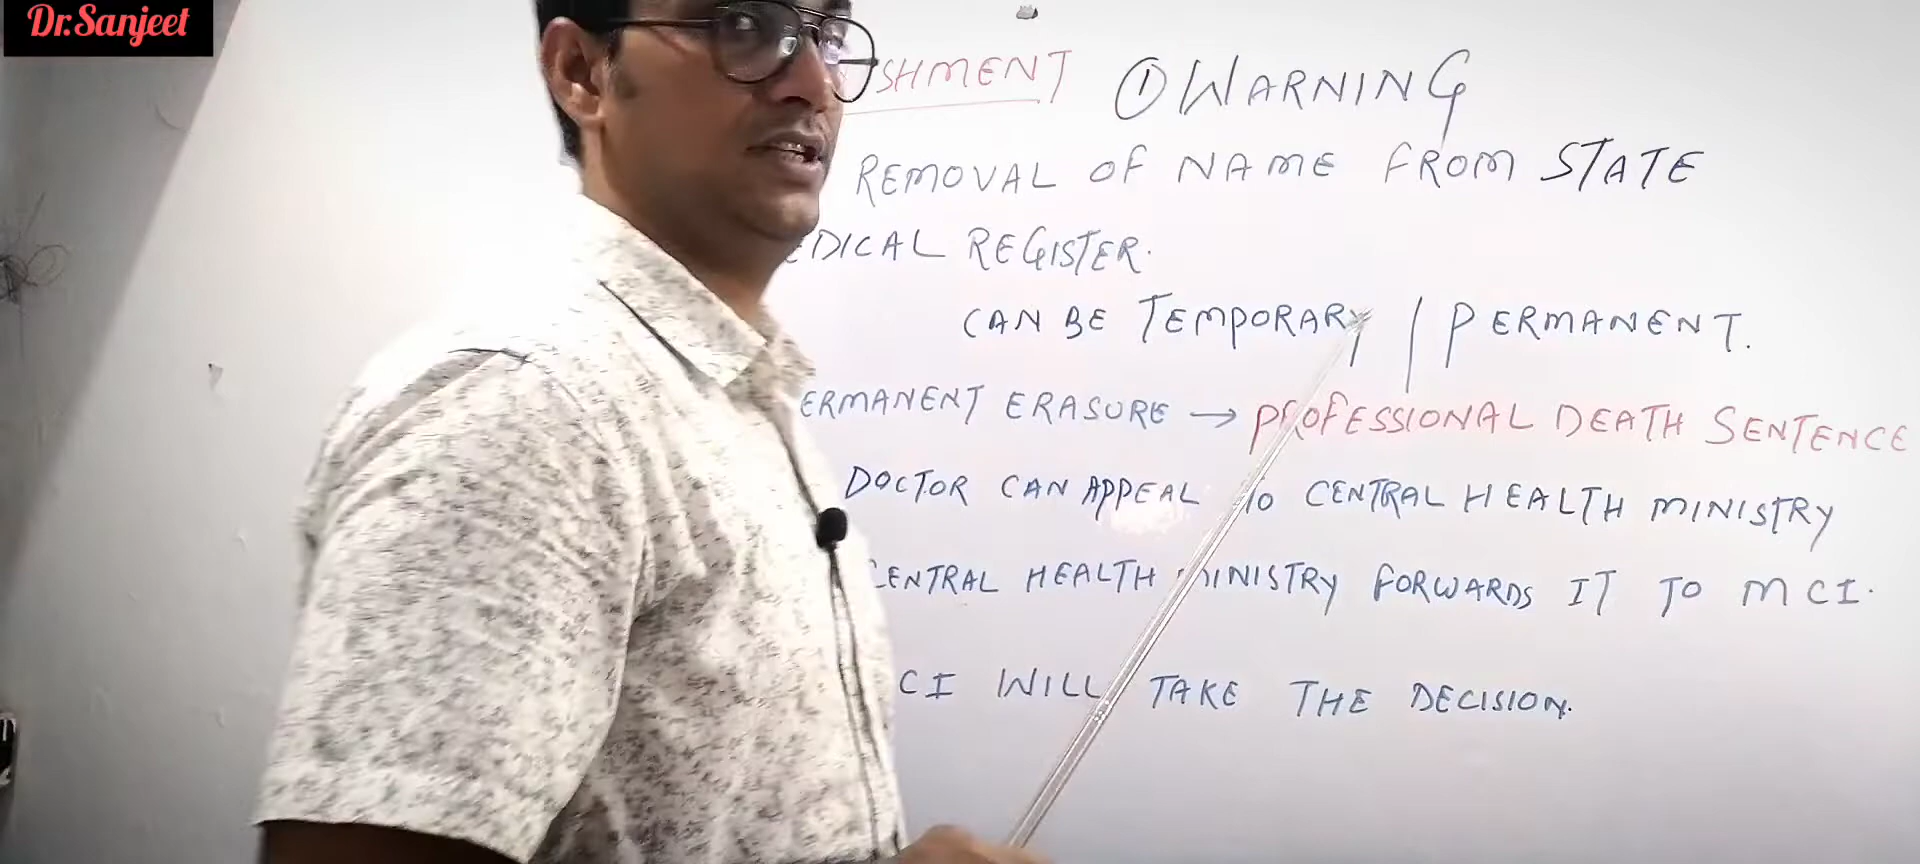 Dr.Sanjeet
SHMENT ① WARNING
REMOVAL OF NAME FROM STATE
EDICAL REGISTER.
CAN BE TEMPORARY / PERMANENT.
ERMANENT ERASURE → PROFESSIONAL DEATH SENTENCE
DOCTOR CAN APPEAL TO CENTRAL HEALTH MINISTRY
CENTRAL HEALTH MINISTRY FORWARDS IT TO MCI.
CI WILL TAKE THE DECISION.